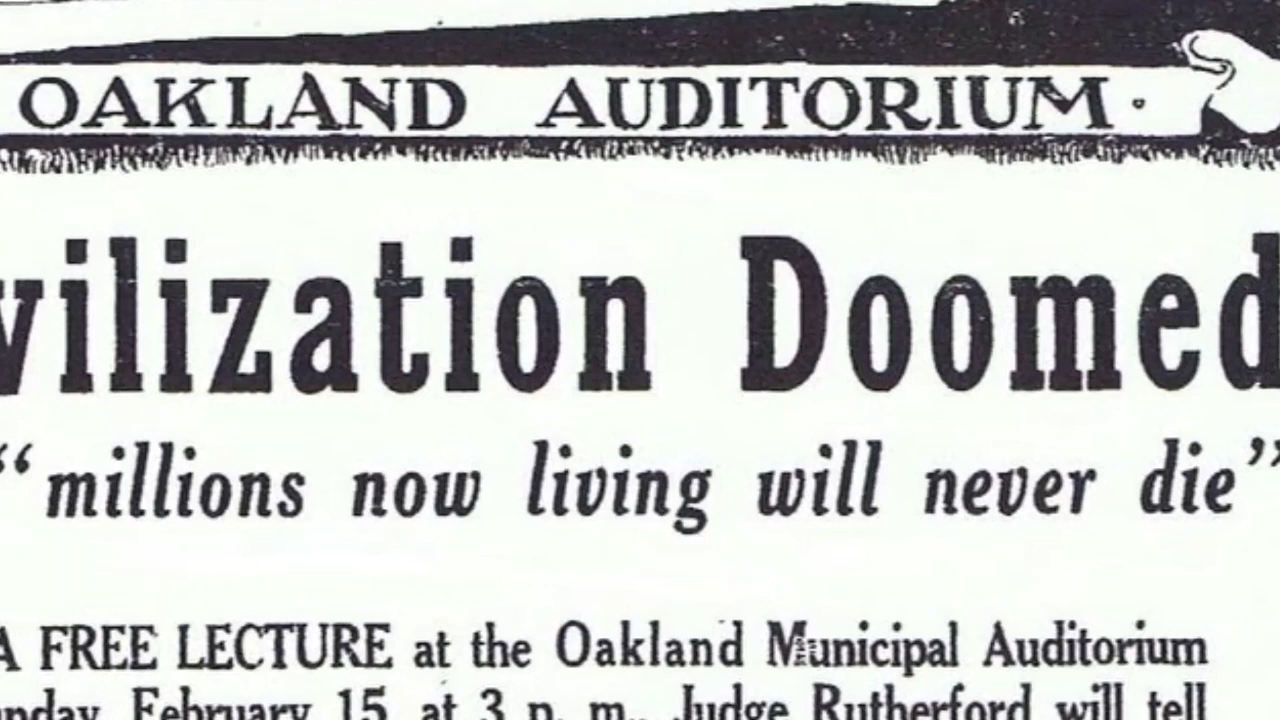 OAKLAND AUDITORIUM ·
vilization Doomed
“millions now living will never die”
A FREE LECTURE at the Oakland Municipal Auditorium
unday, February 15, at 3 p. m., Judge Rutherford will tell